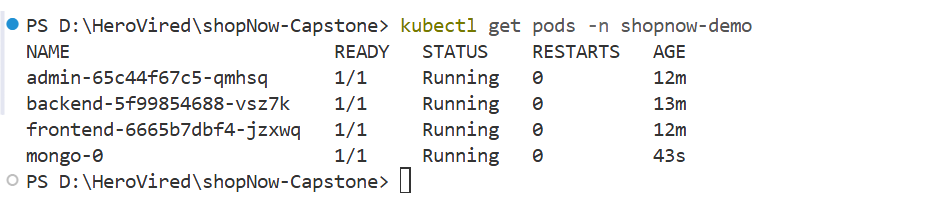 PS D:\HeroVired\shopNow-Capstone> kubectl get pods -n shopnow-demo
NAME READY STATUS RESTARTS AGE
admin-65c44f67c5-qmhsq 1/1 Running 0 12m
backend-5f99854688-vsz7k 1/1 Running 0 13m
frontend-6665b7dbf4-jzxwq 1/1 Running 0 12m
mongo-0 1/1 Running 0 43s
PS D:\HeroVired\shopNow-Capstone>